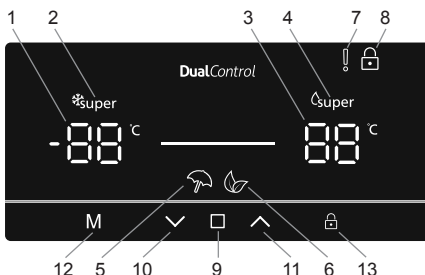 1 2 3 4 7 8
DualControl
super super
-88 °C 88 °C
M
12 5 10 9 11 6 13